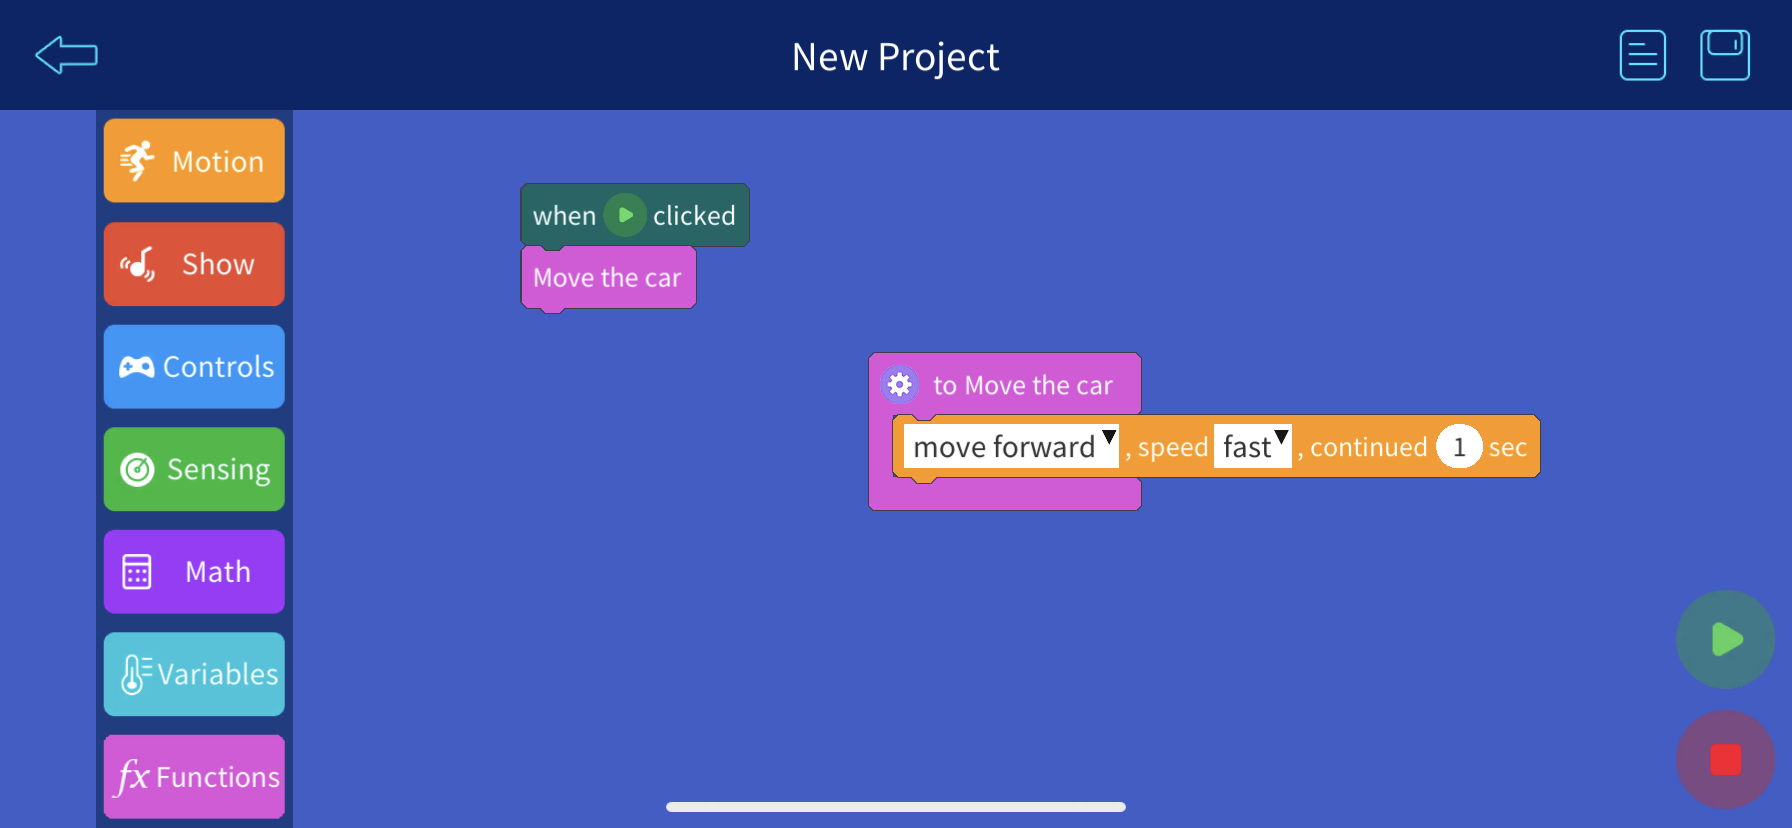 New Project
Motion
Show
Controls
Sensing
Math
Variables
fx Functions
when clicked
Move the car
to Move the car
move forward , speed fast , continued 1 sec